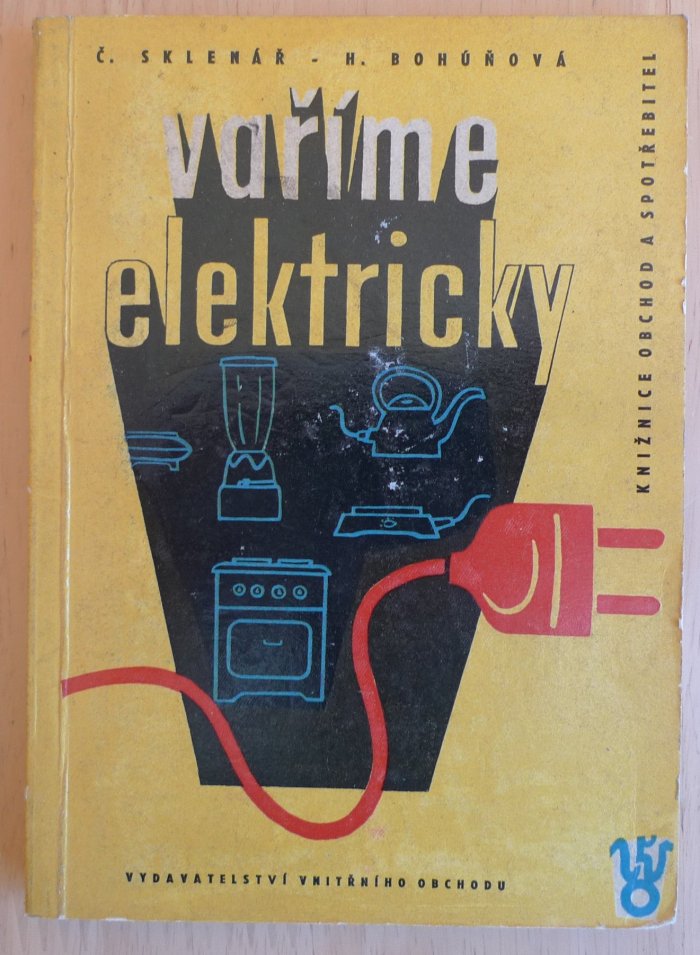 Č. SKLENÁŘ - H. BOHÚŇOVÁ
vaříme
elektricky
KNIŽNICE OBCHOD A SPOTŘEBITEL
VYDAVATELSTVÍ VNITŘNÍHO OBCHODU